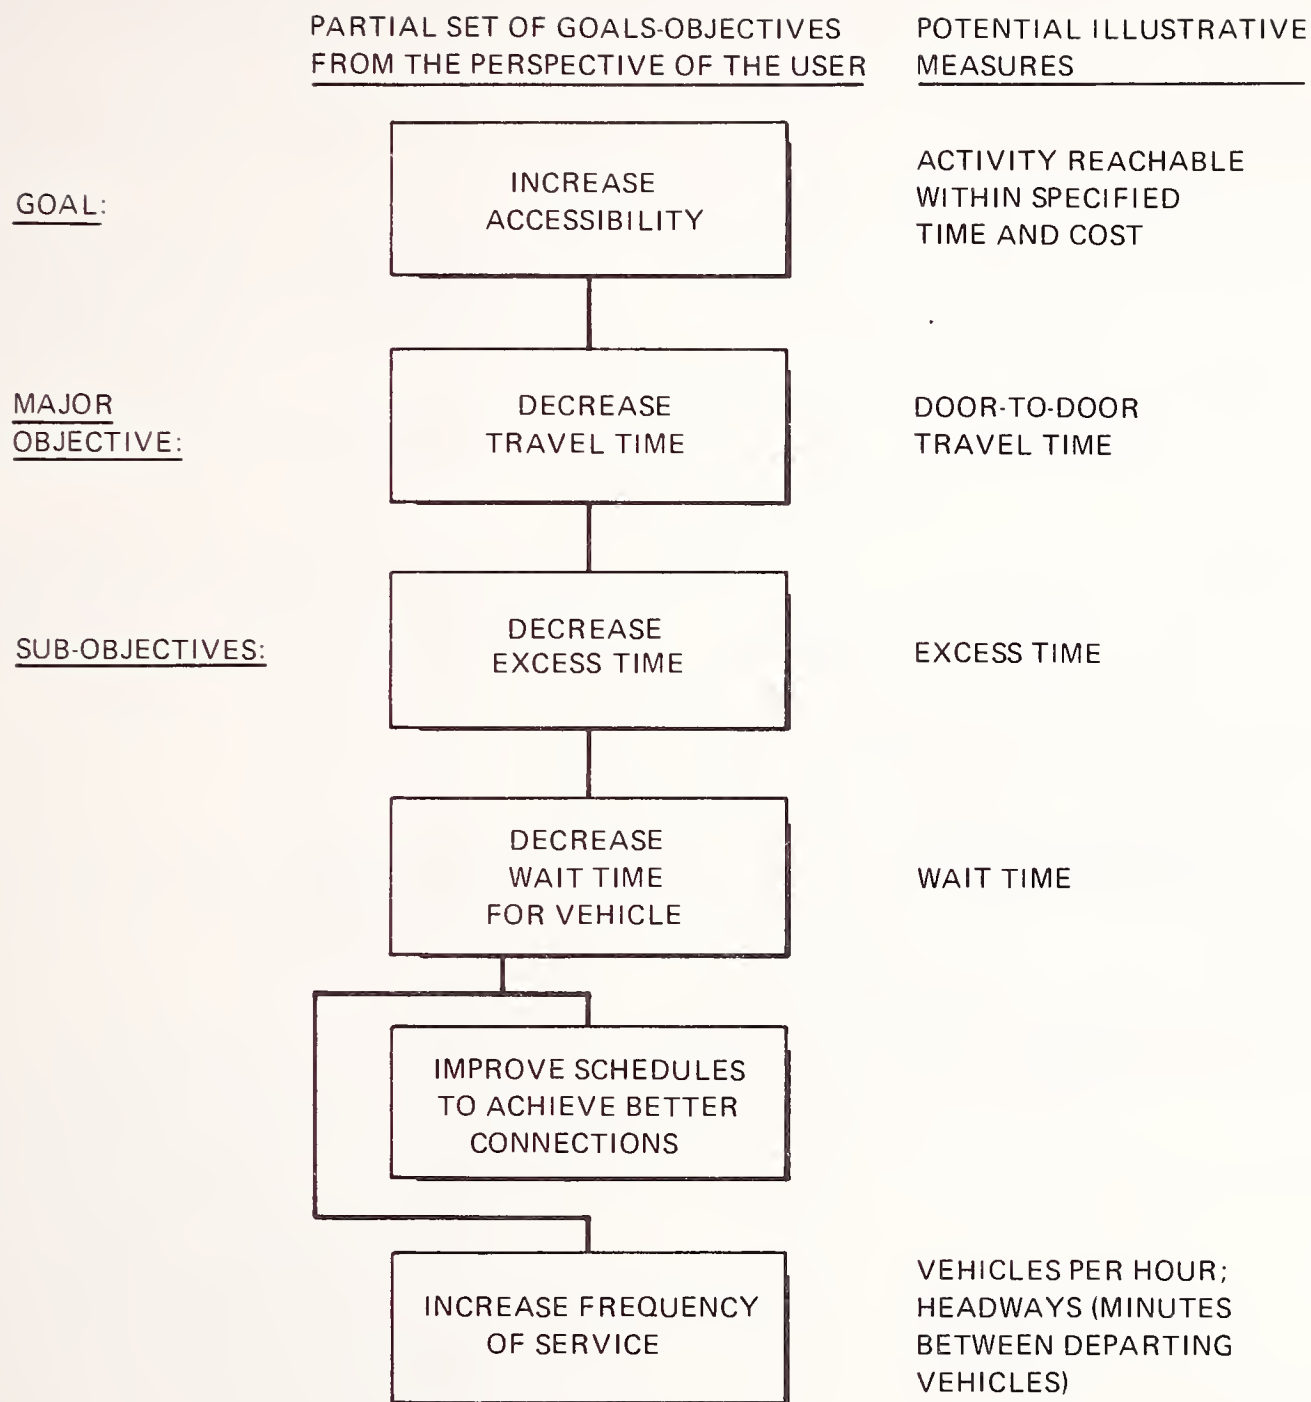 PARTIAL SET OF GOALS-OBJECTIVES
FROM THE PERSPECTIVE OF THE USER
POTENTIAL ILLUSTRATIVE
MEASURES
GOAL:
INCREASE
ACCESSIBILITY
ACTIVITY REACHABLE
WITHIN SPECIFIED
TIME AND COST
MAJOR
OBJECTIVE:
DECREASE
TRAVEL TIME
DOOR-TO-DOOR
TRAVEL TIME
SUB-OBJECTIVES:
DECREASE
EXCESS TIME
EXCESS TIME
DECREASE
WAIT TIME
FOR VEHICLE
WAIT TIME
IMPROVE SCHEDULES
TO ACHIEVE BETTER
CONNECTIONS
INCREASE FREQUENCY
OF SERVICE
VEHICLES PER HOUR;
HEADWAYS (MINUTES
BETWEEN DEPARTING
VEHICLES)